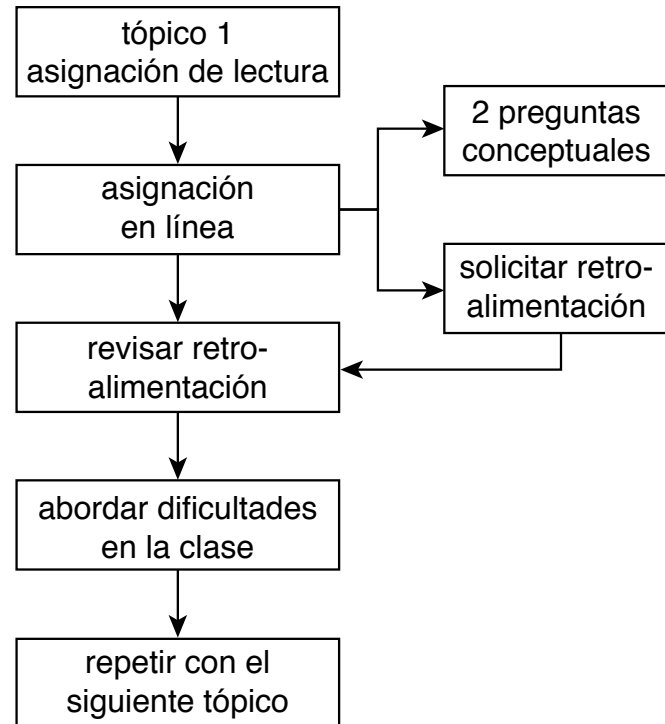 tópico 1
asignación de lectura
2 preguntas
conceptuales
asignación
en línea
solicitar retro-
alimentación
revisar retro-
alimentación
abordar dificultades
en la clase
repetir con el
siguiente tópico